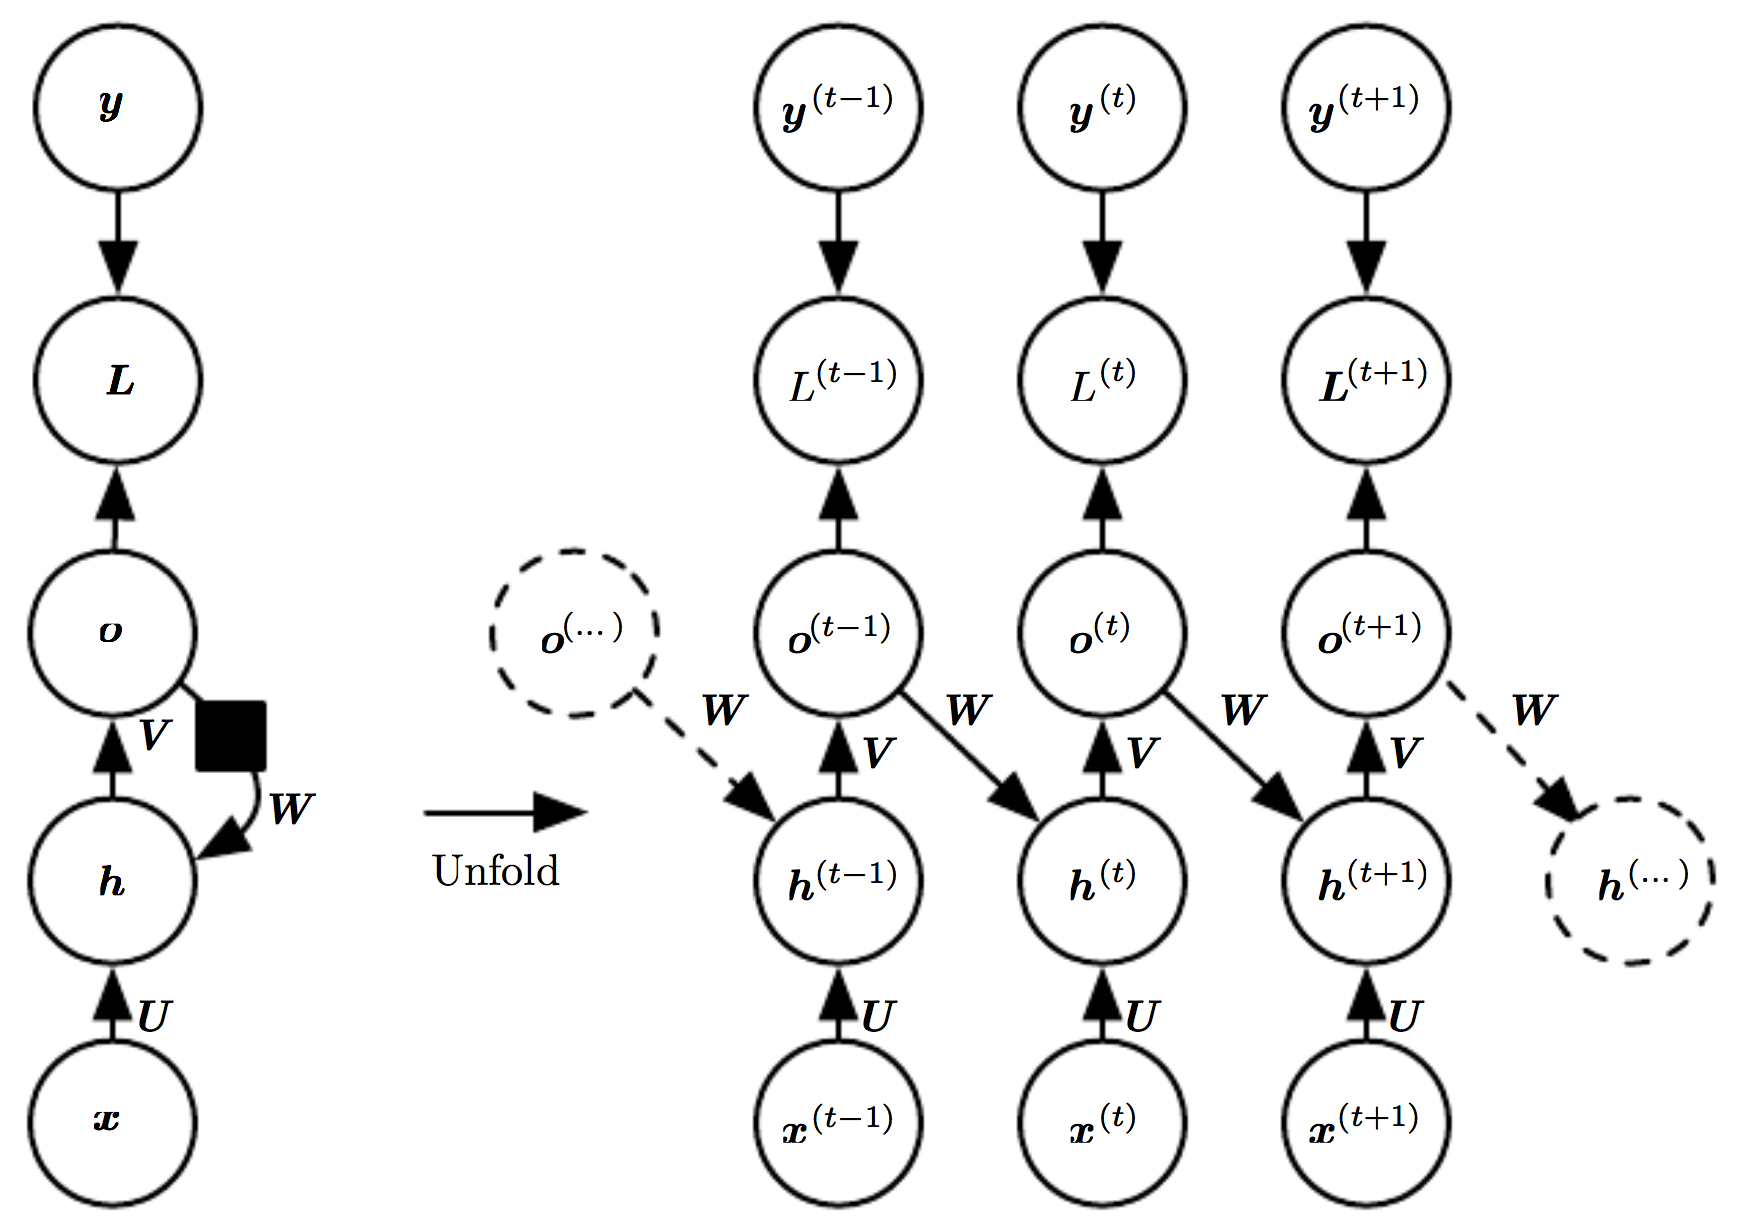 y y^(t−1) y^(t) y^(t+1)
L L^(t−1) L^(t) L^(t+1)
o o^(...) o^(t−1) o^(t) o^(t+1)
W W W W
V V V V
W
Unfold
h h^(t−1) h^(t) h^(t+1) h^(...)
U U U U
x x^(t−1) x^(t) x^(t+1)